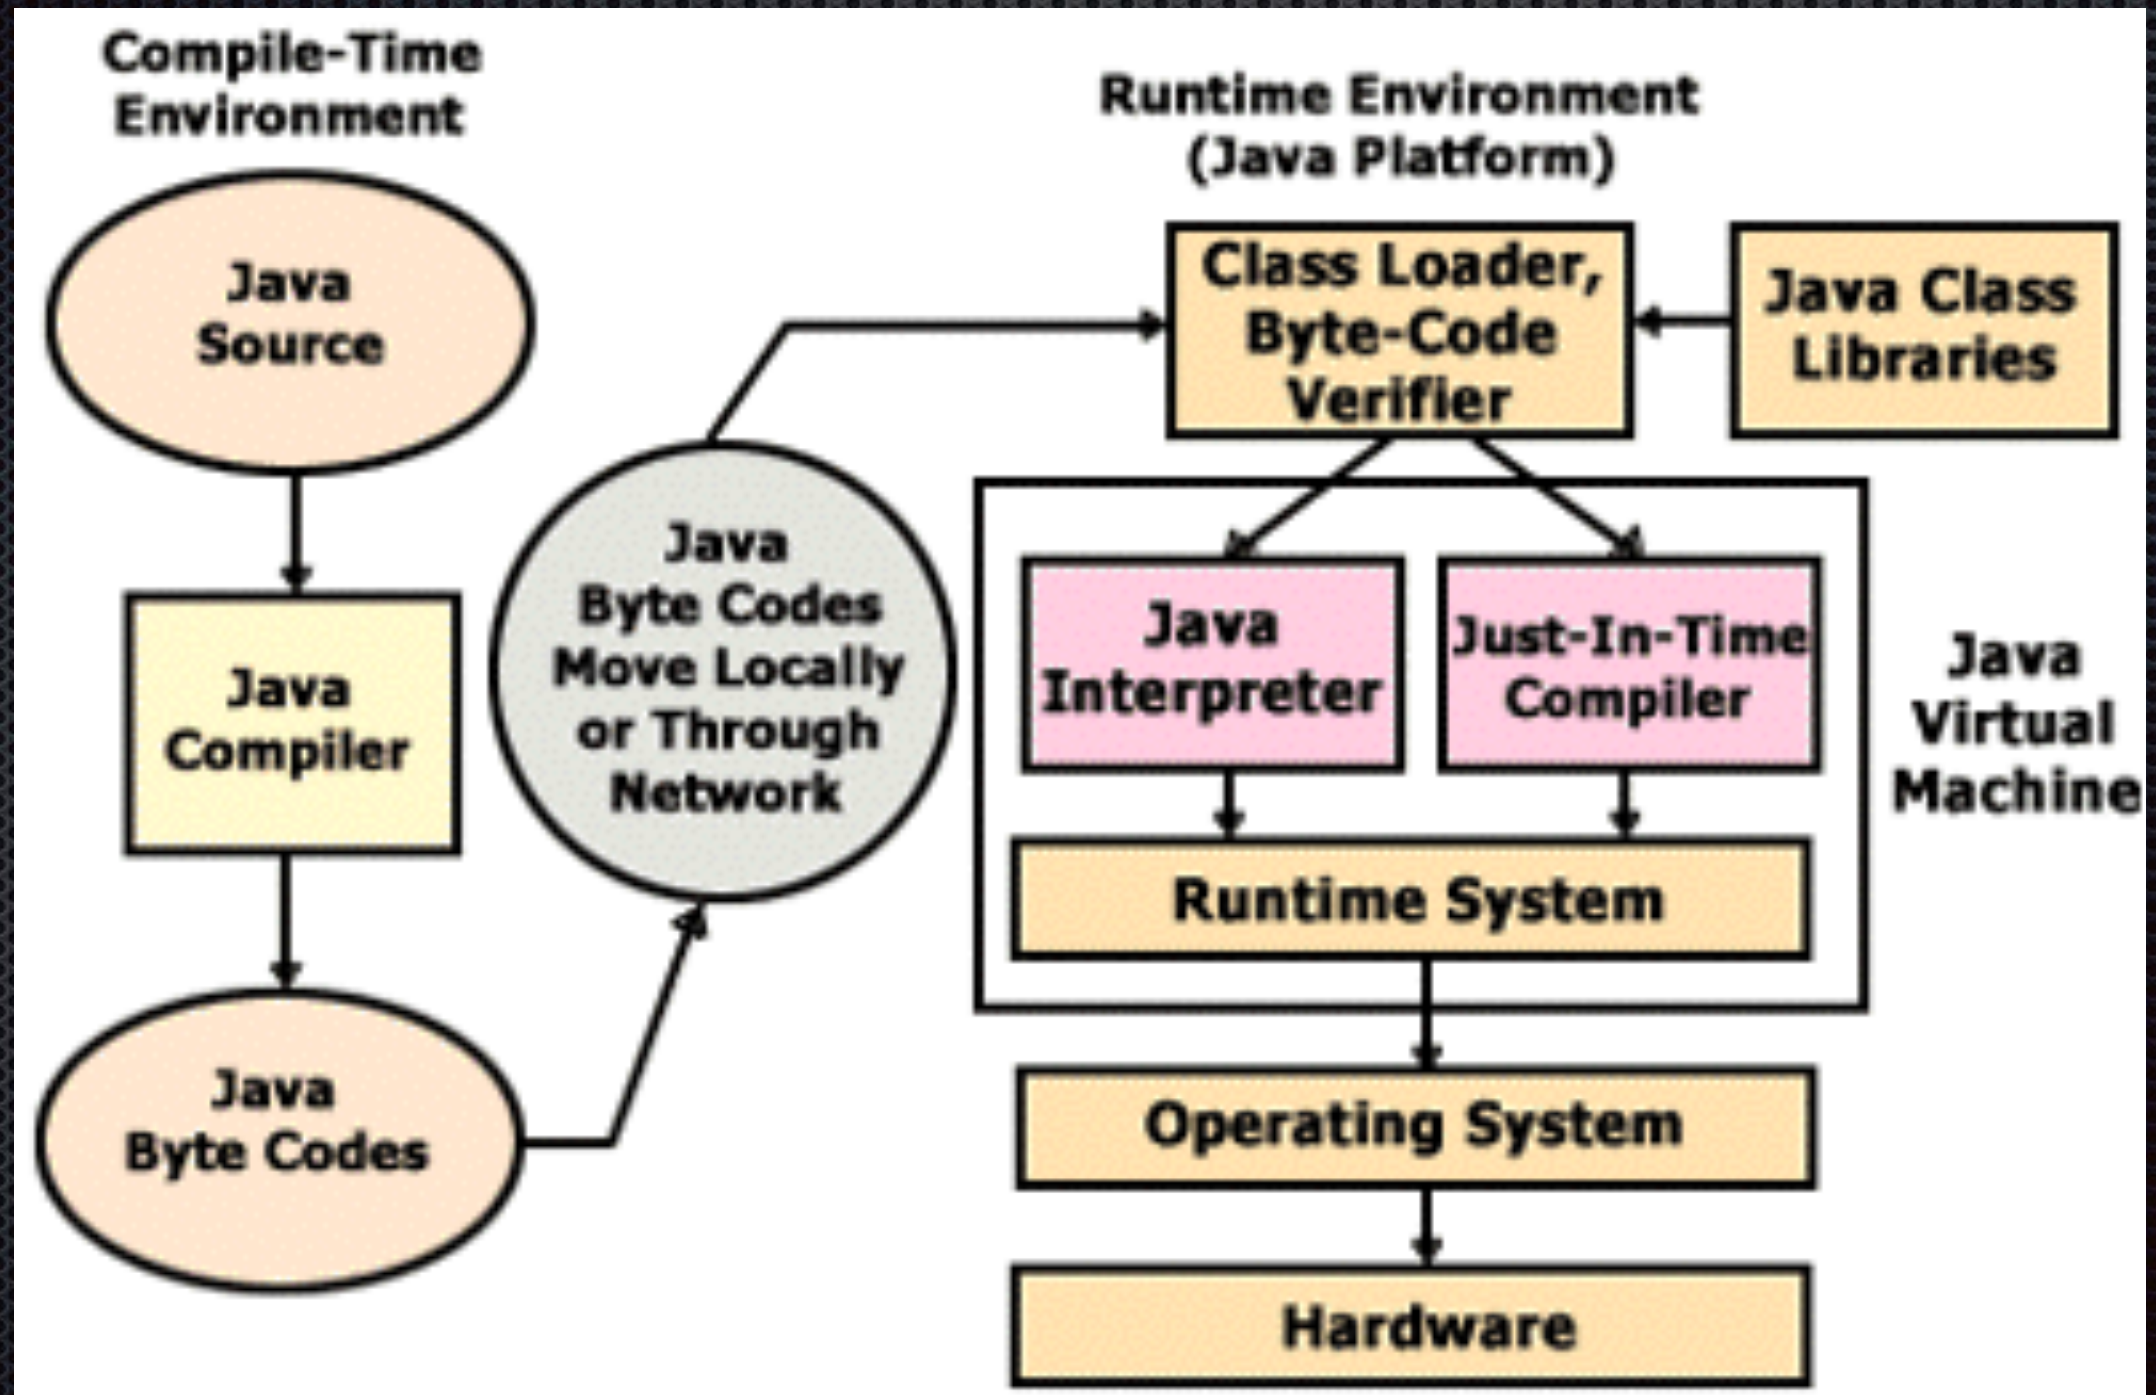 Compile-Time
Environment
Java
Source
Java
Compiler
Java
Byte Codes
Java
Byte Codes
Move Locally
or Through
Network
Runtime Environment
(Java Platform)
Class Loader,
Byte-Code
Verifier
Java Class
Libraries
Java
Interpreter
Just-In-Time
Compiler
Runtime System
Java
Virtual
Machine
Operating System
Hardware